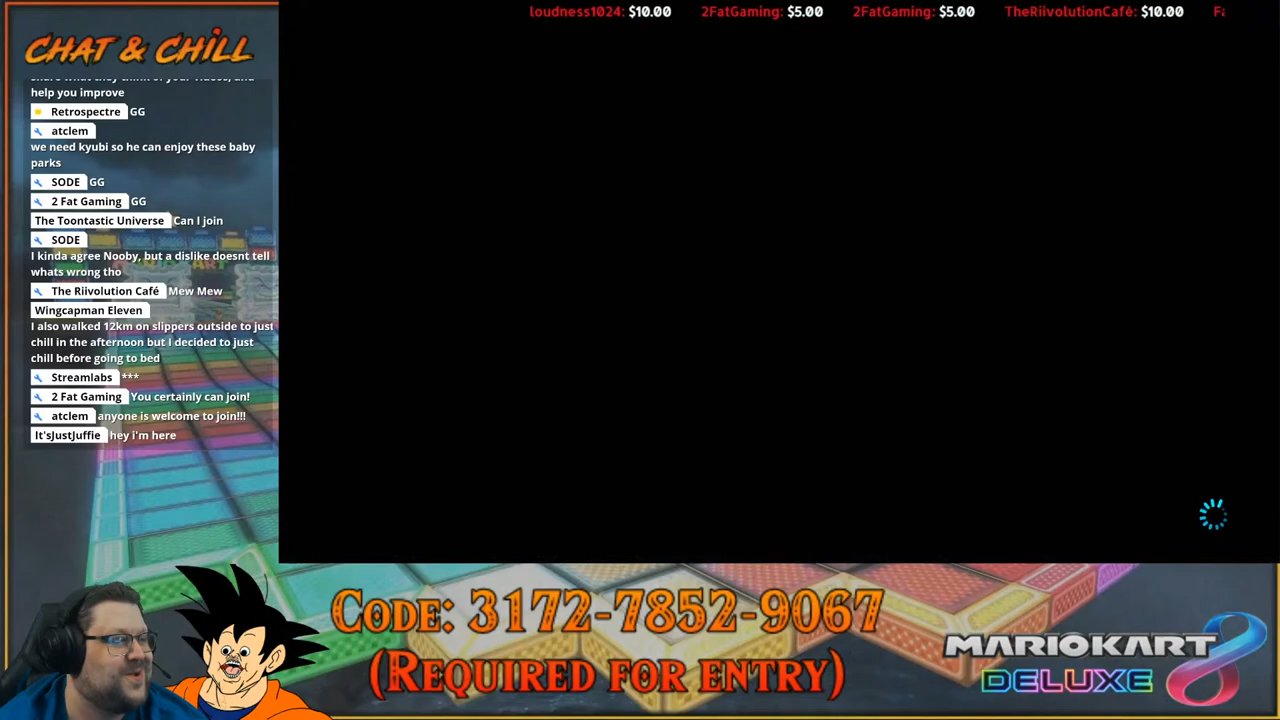 loudness1024: $10.00 2FatGaming: $5.00 2FatGaming: $5.00 TheRiivolutionCafé: $10.00
CHAT & CHILL
help you improve
Retrospectre GG
atclem
we need kyubi so he can enjoy these baby
parks
SODE GG
2 Fat Gaming GG
The Toontastic Universe Can I join
SODE
I kinda agree Nooby, but a dislike doesnt tell
whats wrong tho
The Riivolution Café Mew Mew
Wingcapman Eleven
I also walked 12km on slippers outside to just
chill in the afternoon but I decided to just
chill before going to bed
Streamlabs ***
2 Fat Gaming You certainly can join!
atclem anyone is welcome to join!!!
It'sJustJuffie hey i'm here
CODE: 3172-7852-9067
(REQUIRED FOR ENTRY)
MARIOKART 8
DELUXE